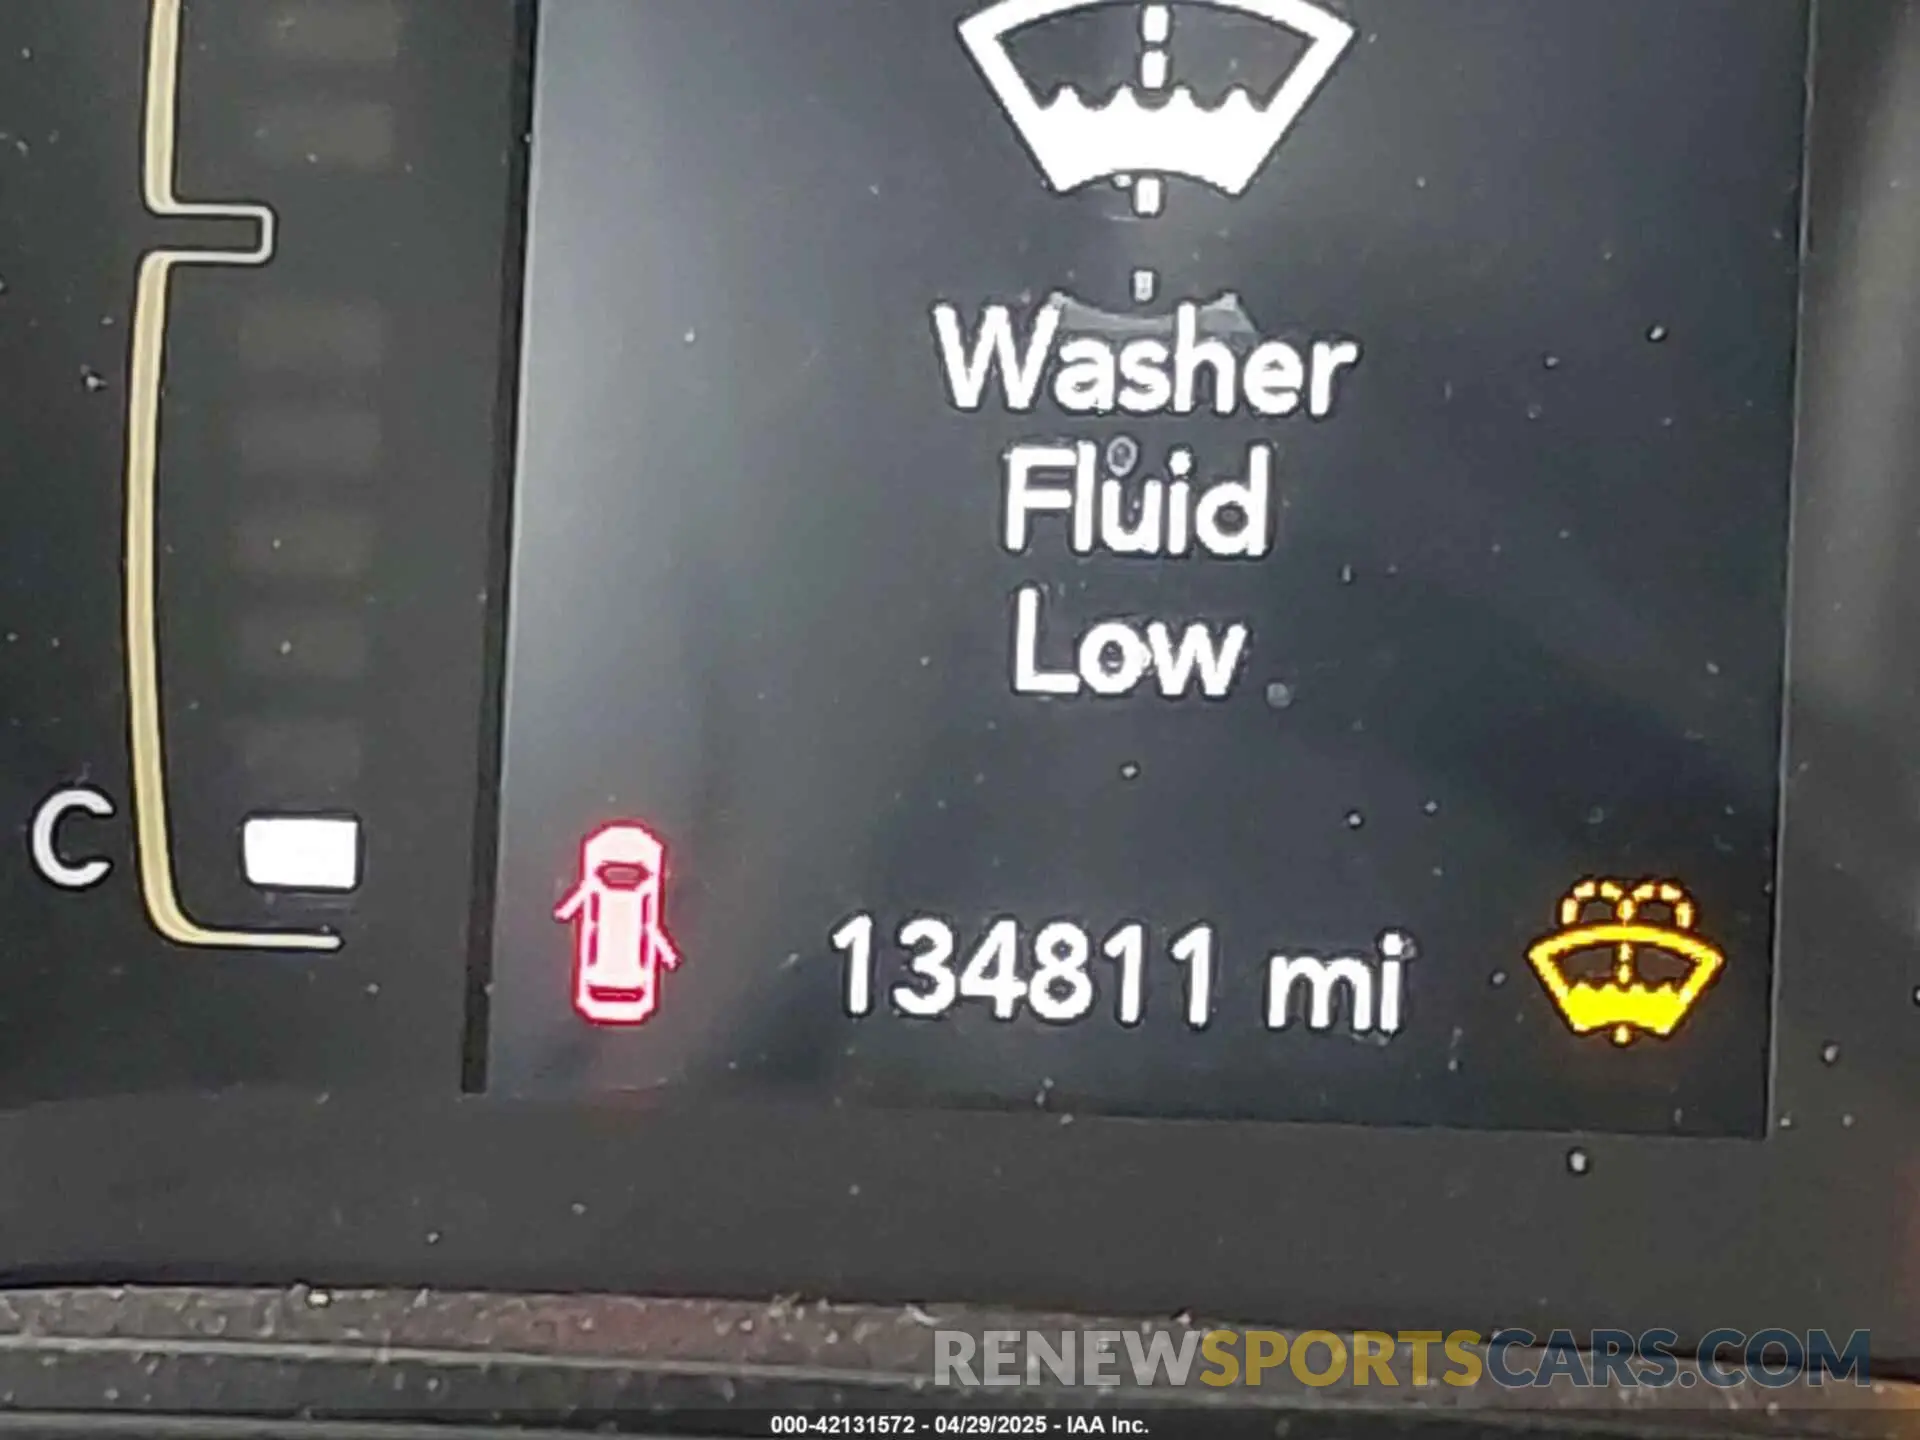 Washer
Fluid
Low
C
134811 mi
RENEWSPORTSCARS.COM
000-42131572 - 04/29/2025 - IAA Inc.